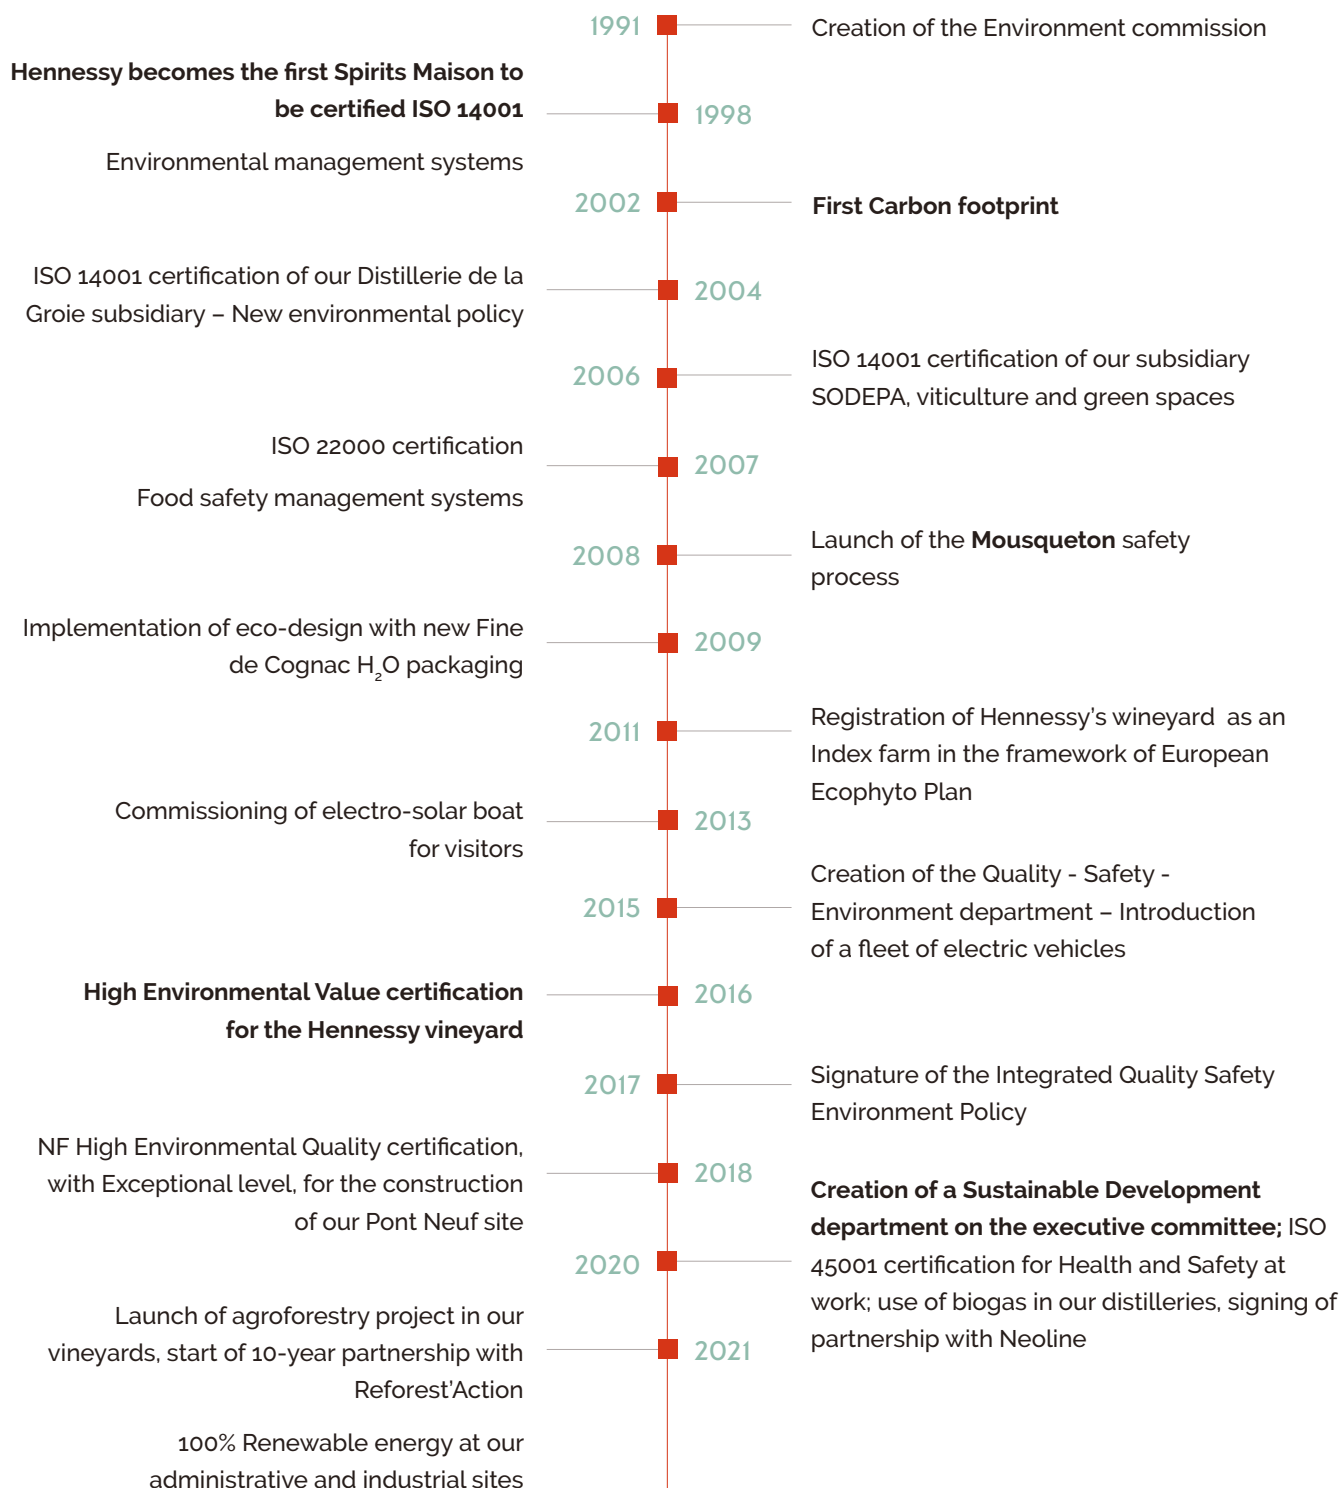 1991
Creation of the Environment commission
Hennessy becomes the first Spirits Maison to
be certified ISO 14001
Environmental management systems
1998
2002
First Carbon footprint
ISO 14001 certification of our Distillerie de la
Groie subsidiary – New environmental policy
2004
2006
ISO 14001 certification of our subsidiary
SODEPA, viticulture and green spaces
ISO 22000 certification
Food safety management systems
2007
2008
Launch of the Mousqueton safety
process
Implementation of eco-design with new Fine
de Cognac H₂O packaging
2009
2011
Registration of Hennessy’s wineyard as an
Index farm in the framework of European
Ecophyto Plan
Commissioning of electro-solar boat
for visitors
2013
2015
Creation of the Quality - Safety -
Environment department – Introduction
of a fleet of electric vehicles
High Environmental Value certification
for the Hennessy vineyard
2016
2017
Signature of the Integrated Quality Safety
Environment Policy
NF High Environmental Quality certification,
with Exceptional level, for the construction
of our Pont Neuf site
2018
2020
Creation of a Sustainable Development
department on the executive committee; ISO
45001 certification for Health and Safety at
work; use of biogas in our distilleries, signing of
partnership with Neoline
Launch of agroforestry project in our
vineyards, start of 10-year partnership with
Reforest’Action
100% Renewable energy at our
administrative and industrial sites
2021